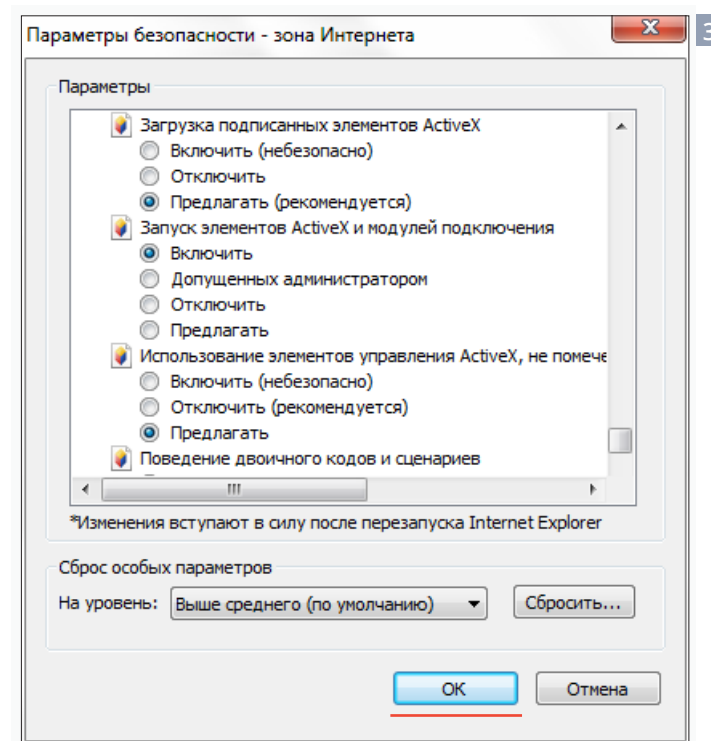 Параметры безопасности - зона Интернета
3
Параметры
Загрузка подписанных элементов ActiveX
Включить (небезопасно)
Отключить
Предлагать (рекомендуется)
Запуск элементов ActiveX и модулей подключения
Включить
Допущенных администратором
Отключить
Предлагать
Использование элементов управления ActiveX, не помече
Включить (небезопасно)
Отключить (рекомендуется)
Предлагать
Поведение двоичного кодов и сценариев
*Изменения вступают в силу после перезапуска Internet Explorer
Сброс особых параметров
На уровень: Выше среднего (по умолчанию) Сбросить...
ОК Отмена